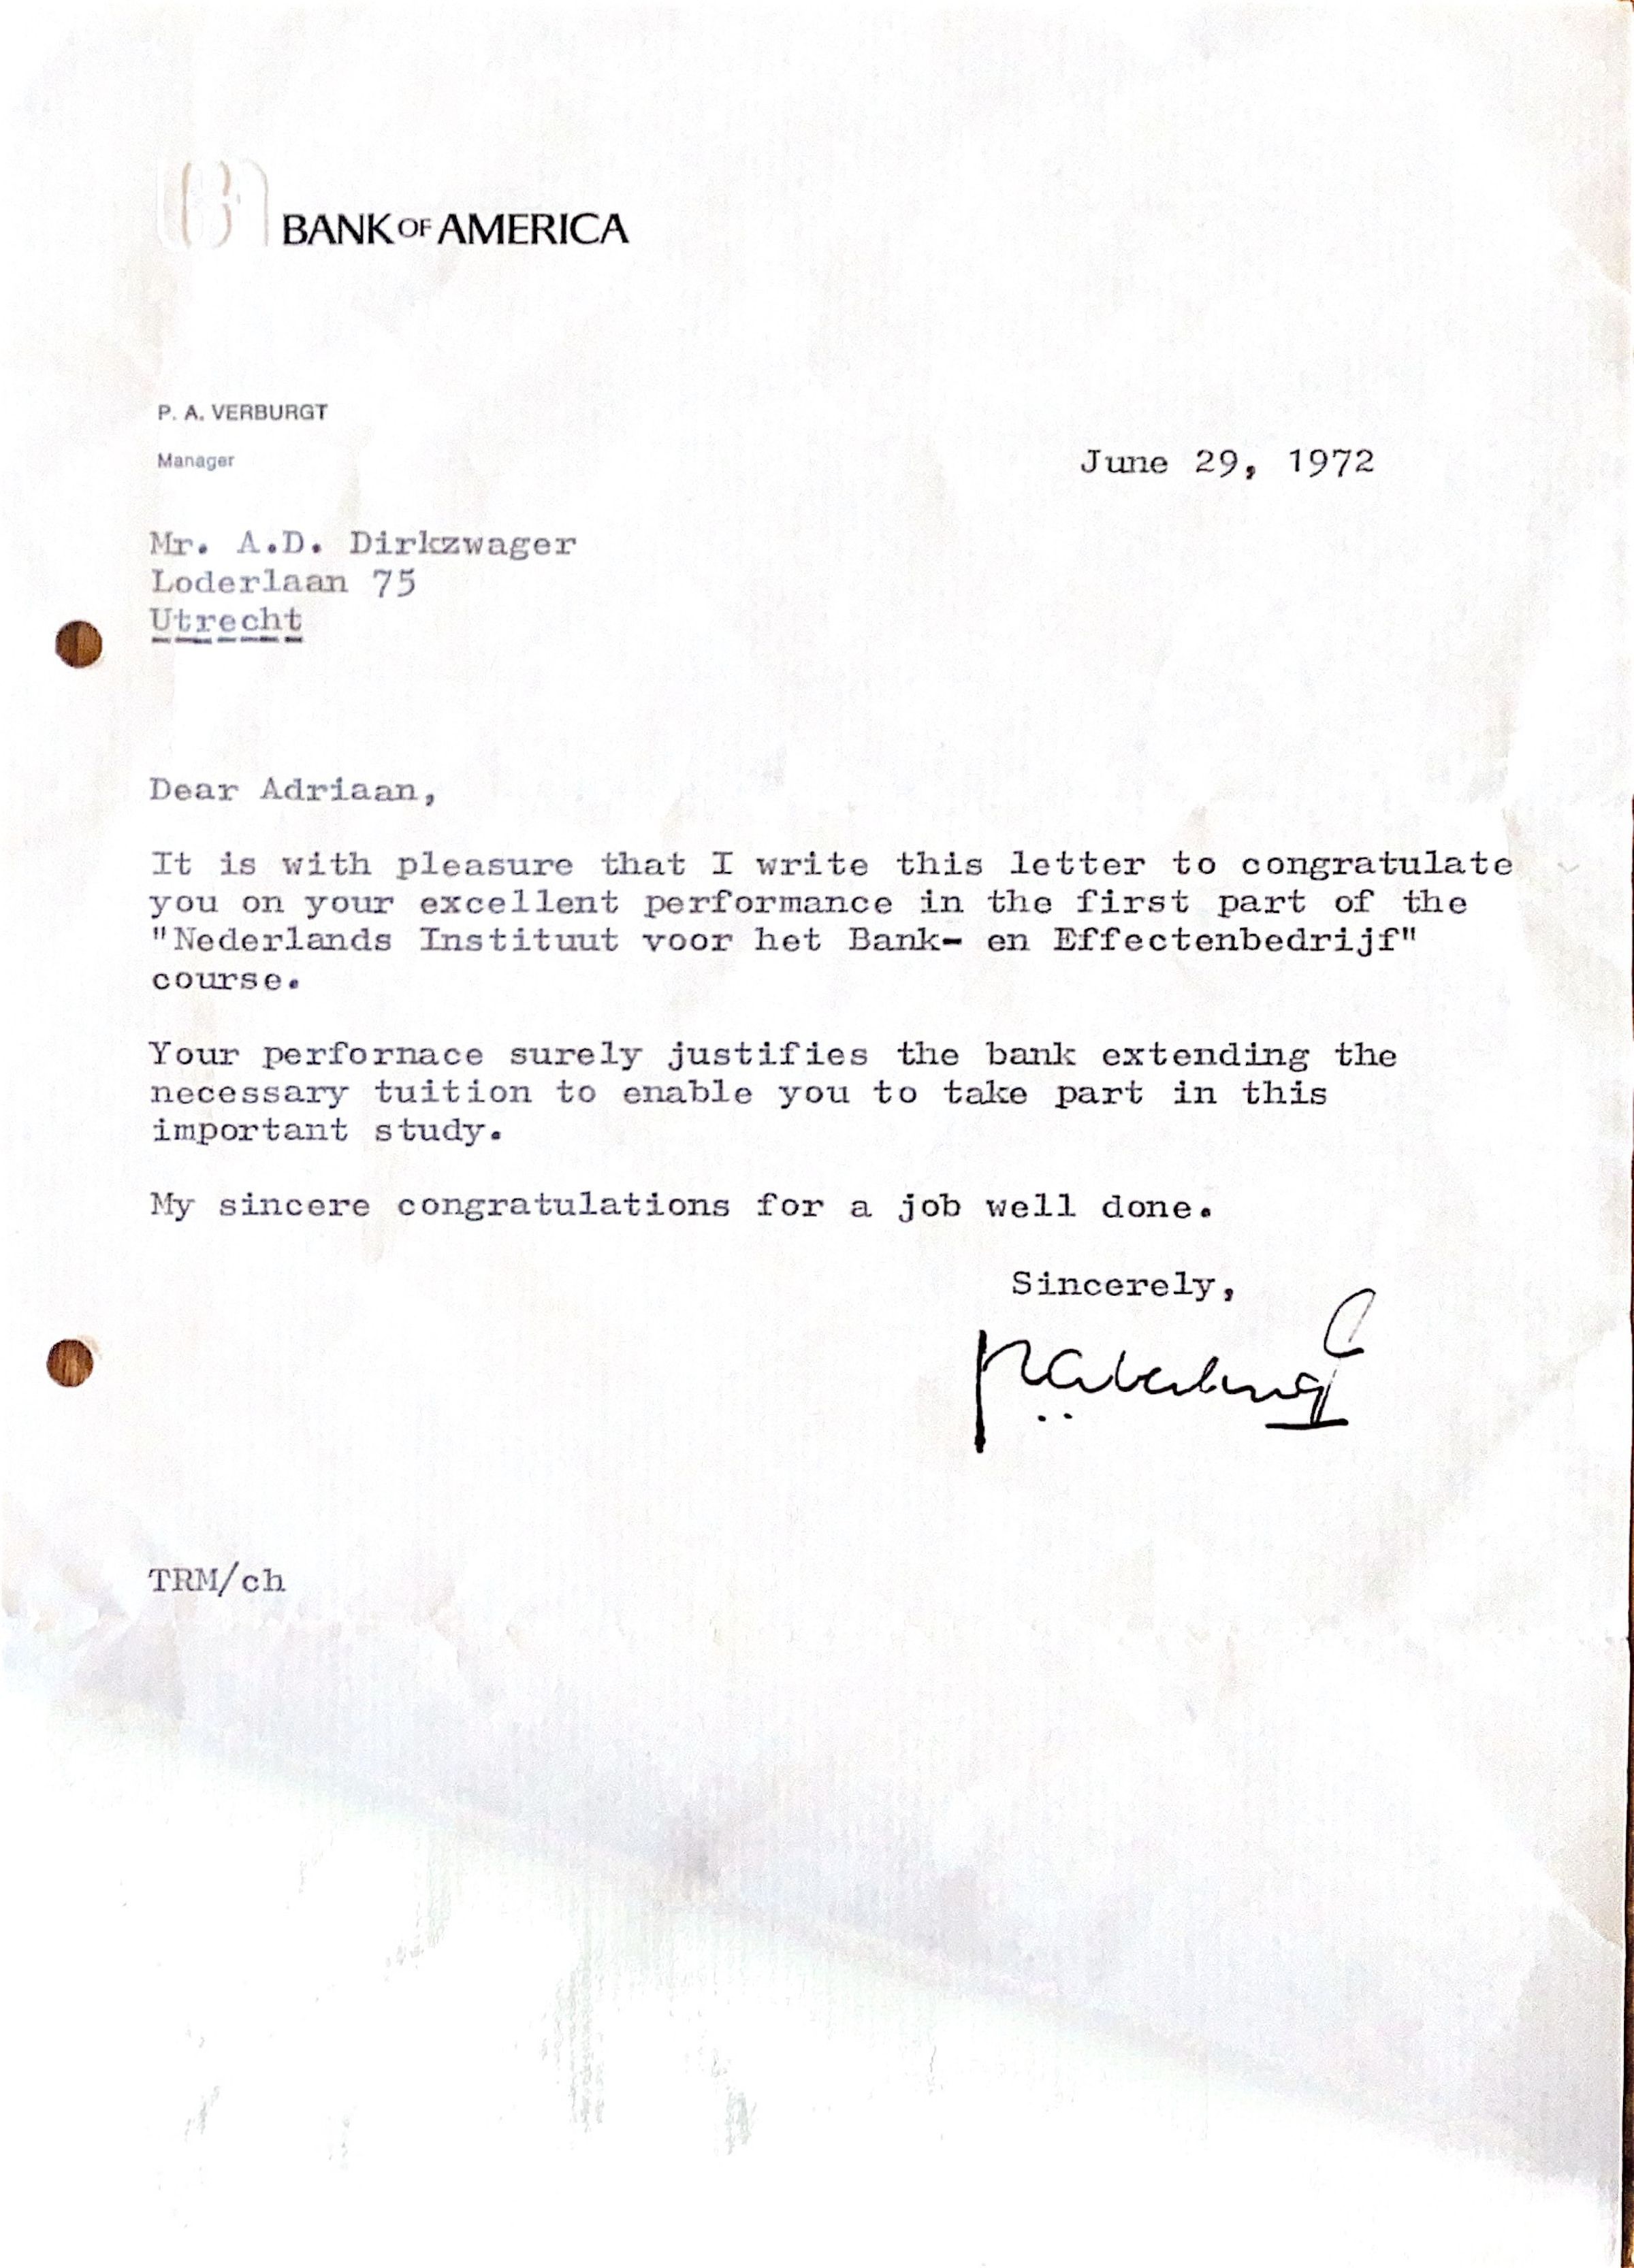 BANK OF AMERICA
P. A. VERBURGT
Manager
June 29, 1972
Mr. A.D. Dirkzwager
Loderlaan 75
Utrecht
Dear Adriaan,
It is with pleasure that I write this letter to congratulate
you on your excellent performance in the first part of the
"Nederlands Instituut voor het Bank- en Effectenbedrijf"
course.
Your perfornace surely justifies the bank extending the
necessary tuition to enable you to take part in this
important study.
My sincere congratulations for a job well done.
Sincerely,
TRM/ch